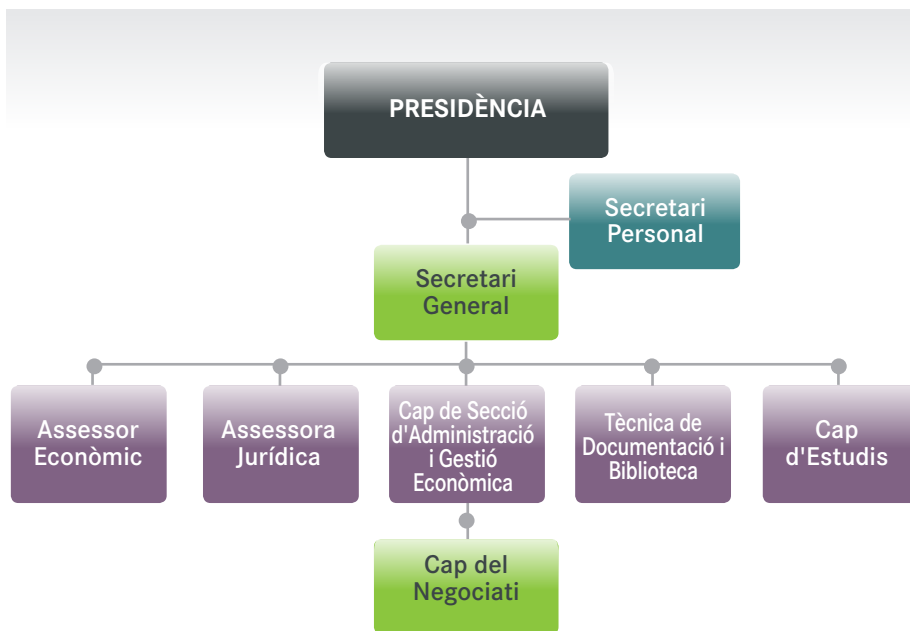 PRESIDÈNCIA
Secretari
Personal
Secretari
General
Assessor
Econòmic
Assessora
Jurídica
Cap de Secció
d'Administració
i Gestió
Econòmica
Tècnica de
Documentació i
Biblioteca
Cap
d'Estudis
Cap del
Negociati